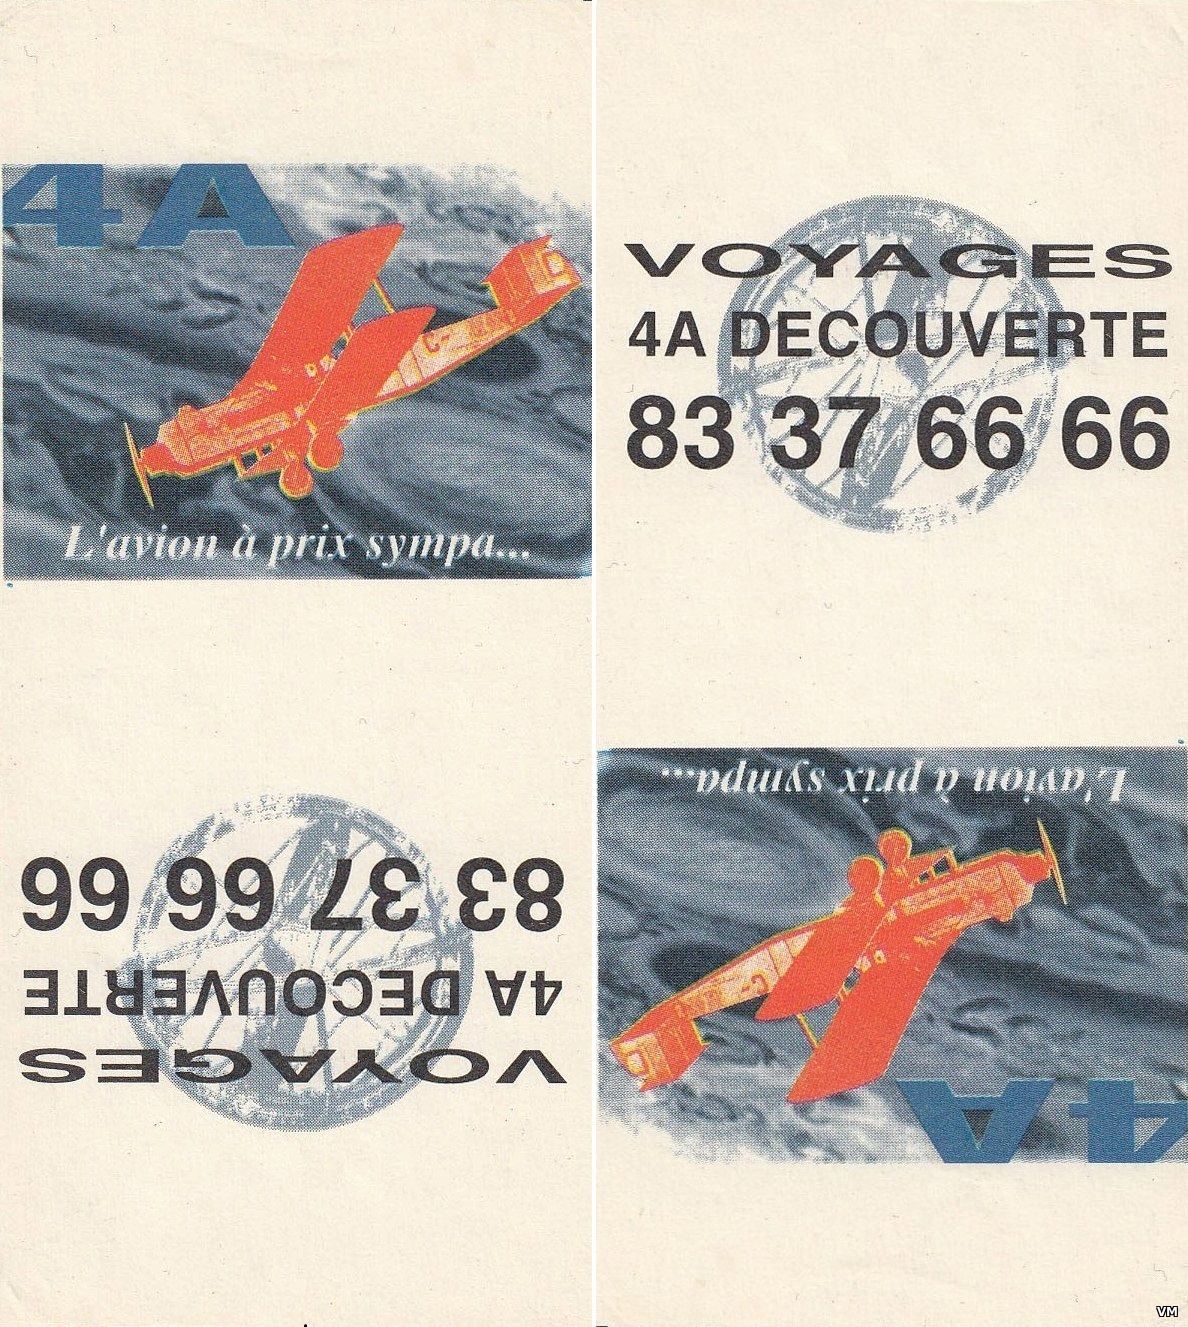 4A
L'avion à prix sympa...
VOYAGES
4A DECOUVERTE
83 37 66 66
VOYAGES
4A DECOUVERTE
83 37 66 66
L'avion à prix sympa...
4A
VM